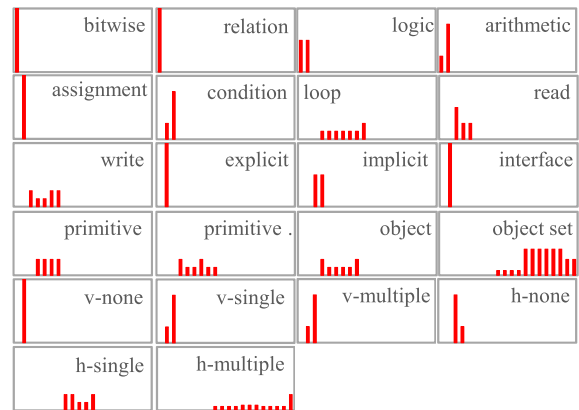 bitwise relation logic arithmetic
assignment condition loop read
write explicit implicit interface
primitive primitive . object object set
v-none v-single v-multiple h-none
h-single h-multiple